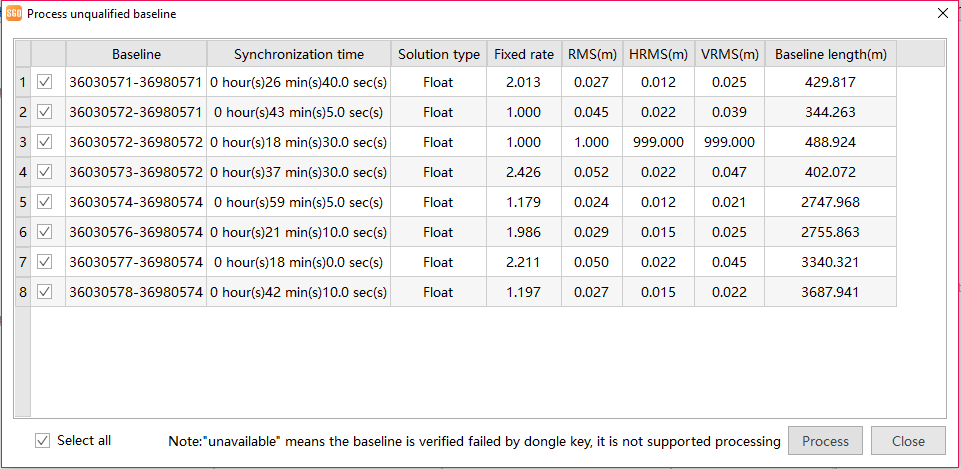 SGO Process unqualified baseline
Baseline Synchronization time Solution type Fixed rate RMS(m) HRMS(m) VRMS(m) Baseline length(m)
1 36030571-36980571 0 hour(s)26 min(s)40.0 sec(s) Float 2.013 0.027 0.012 0.025 429.817
2 36030572-36980571 0 hour(s)43 min(s)5.0 sec(s) Float 1.000 0.045 0.022 0.039 344.263
3 36030572-36980572 0 hour(s)18 min(s)30.0 sec(s) Float 1.000 1.000 999.000 999.000 488.924
4 36030573-36980572 0 hour(s)37 min(s)30.0 sec(s) Float 2.426 0.052 0.022 0.047 402.072
5 36030574-36980574 0 hour(s)59 min(s)5.0 sec(s) Float 1.179 0.024 0.012 0.021 2747.968
6 36030576-36980574 0 hour(s)21 min(s)10.0 sec(s) Float 1.986 0.029 0.015 0.025 2755.863
7 36030577-36980574 0 hour(s)18 min(s)0.0 sec(s) Float 2.211 0.050 0.022 0.045 3340.321
8 36030578-36980574 0 hour(s)42 min(s)10.0 sec(s) Float 1.197 0.027 0.015 0.022 3687.941
Select all Note:"unavailable" means the baseline is verified failed by dongle key, it is not supported processing Process Close